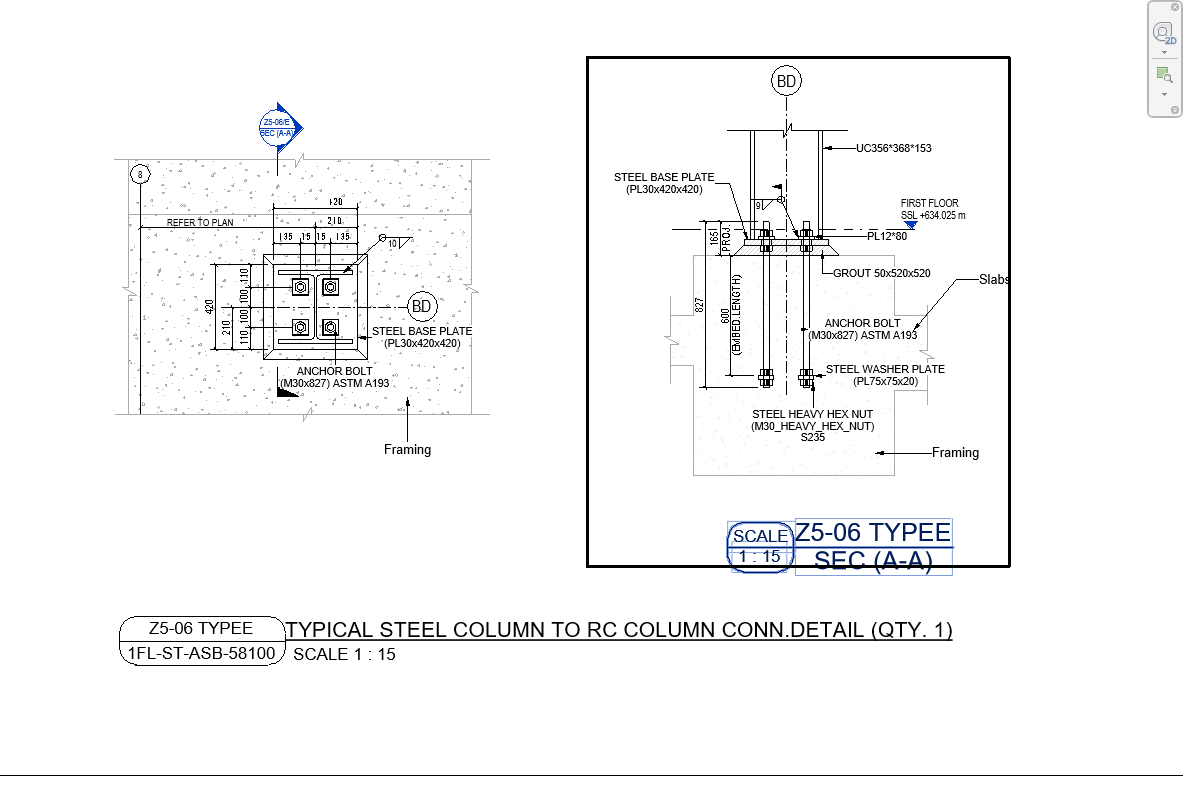 Z5-06/E
SEC (A-A)
8
REFER TO PLAN
420
210
135
75
75
135
10
420
210
110
100
100
110
BD
STEEL BASE PLATE
(PL30x420x420)
ANCHOR BOLT
(M30x827) ASTM A193
Framing
BD
UC356*368*153
STEEL BASE PLATE
(PL30x420x420)
9
FIRST FLOOR
SSL +634.025 m
PL12*80
165
PROJ.
GROUT 50x520x520
Slabs
827
600
(EMBED.LENGTH)
ANCHOR BOLT
(M30x827) ASTM A193
STEEL WASHER PLATE
(PL75x75x20)
STEEL HEAVY HEX NUT
(M30_HEAVY_HEX_NUT)
S235
Framing
SCALE
1 : 15
Z5-06 TYPEE
SEC (A-A)
Z5-06 TYPEE
1FL-ST-ASB-58100
TYPICAL STEEL COLUMN TO RC COLUMN CONN.DETAIL (QTY. 1)
SCALE 1 : 15
2D